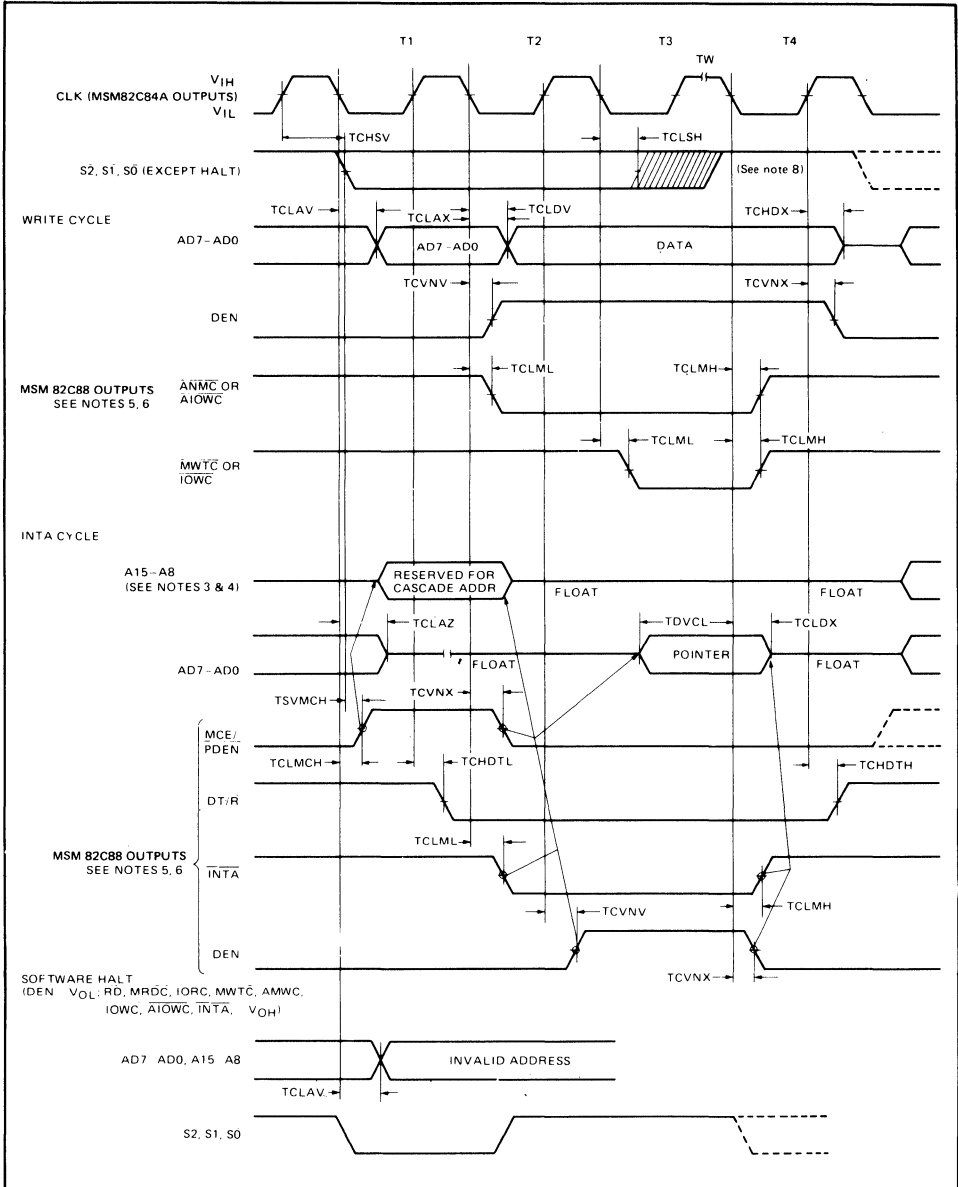 T1 T2 T3 T4
TW
VIH
CLK (MSM82C84A OUTPUTS)
VIL
TCHSV
TCLSH
S2, S1, S0 (EXCEPT HALT)
(See note 8)
WRITE CYCLE
TCLAV
TCLAX
TCLDV
TCHDX
AD7-AD0
AD7-AD0
DATA
TCVNV
TCVNX
DEN
TCLML
TCLMH
MSM 82C88 OUTPUTS
SEE NOTES 5, 6
ANMC OR
AIOWC
TCLML
TCLMH
MWTC OR
IOWC
INTA CYCLE
A15-A8
(SEE NOTES 3 & 4)
RESERVED FOR
CASCADE ADDR
FLOAT
FLOAT
TCLAZ
TDVCL
TCLDX
AD7-AD0
FLOAT
POINTER
FLOAT
TSVMCH
TCVNX
MCE/
PDEN
TCLMCH
TCHDTL
TCHDTH
DT/R
TCLML
MSM 82C88 OUTPUTS
SEE NOTES 5, 6
INTA
TCLMH
TCVNV
DEN
TCVNX
SOFTWARE HALT
(DEN VOL; RD, MRDC, IORC, MWTC, AMWC,
IOWC, AIOWC, INTA, VOH)
AD7 AD0, A15 A8
INVALID ADDRESS
TCLAV
S2, S1, S0